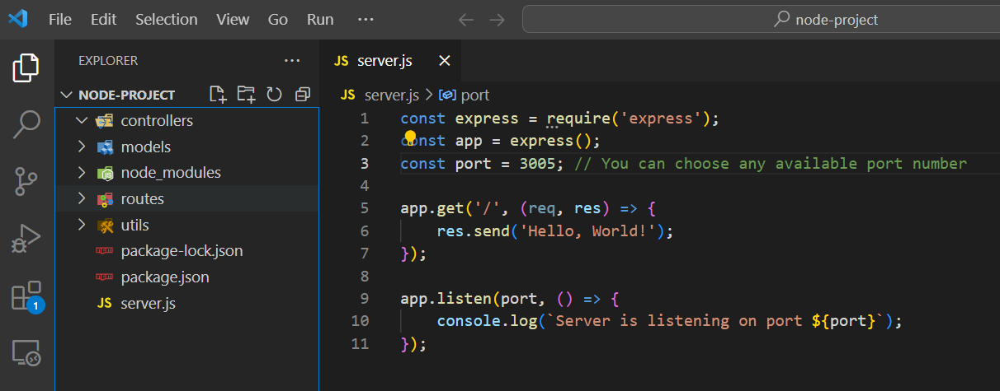 File Edit Selection View Go Run ···
node-project
EXPLORER ···
NODE-PROJECT
controllers
models
node_modules
routes
utils
package-lock.json
package.json
JS server.js
1
JS server.js
JS server.js > port
1 const express = require('express');
2 const app = express();
3 const port = 3005; // You can choose any available port number
4
5 app.get('/', (req, res) => {
6 res.send('Hello, World!');
7 });
8
9 app.listen(port, () => {
10 console.log(`Server is listening on port ${port}`);
11 });